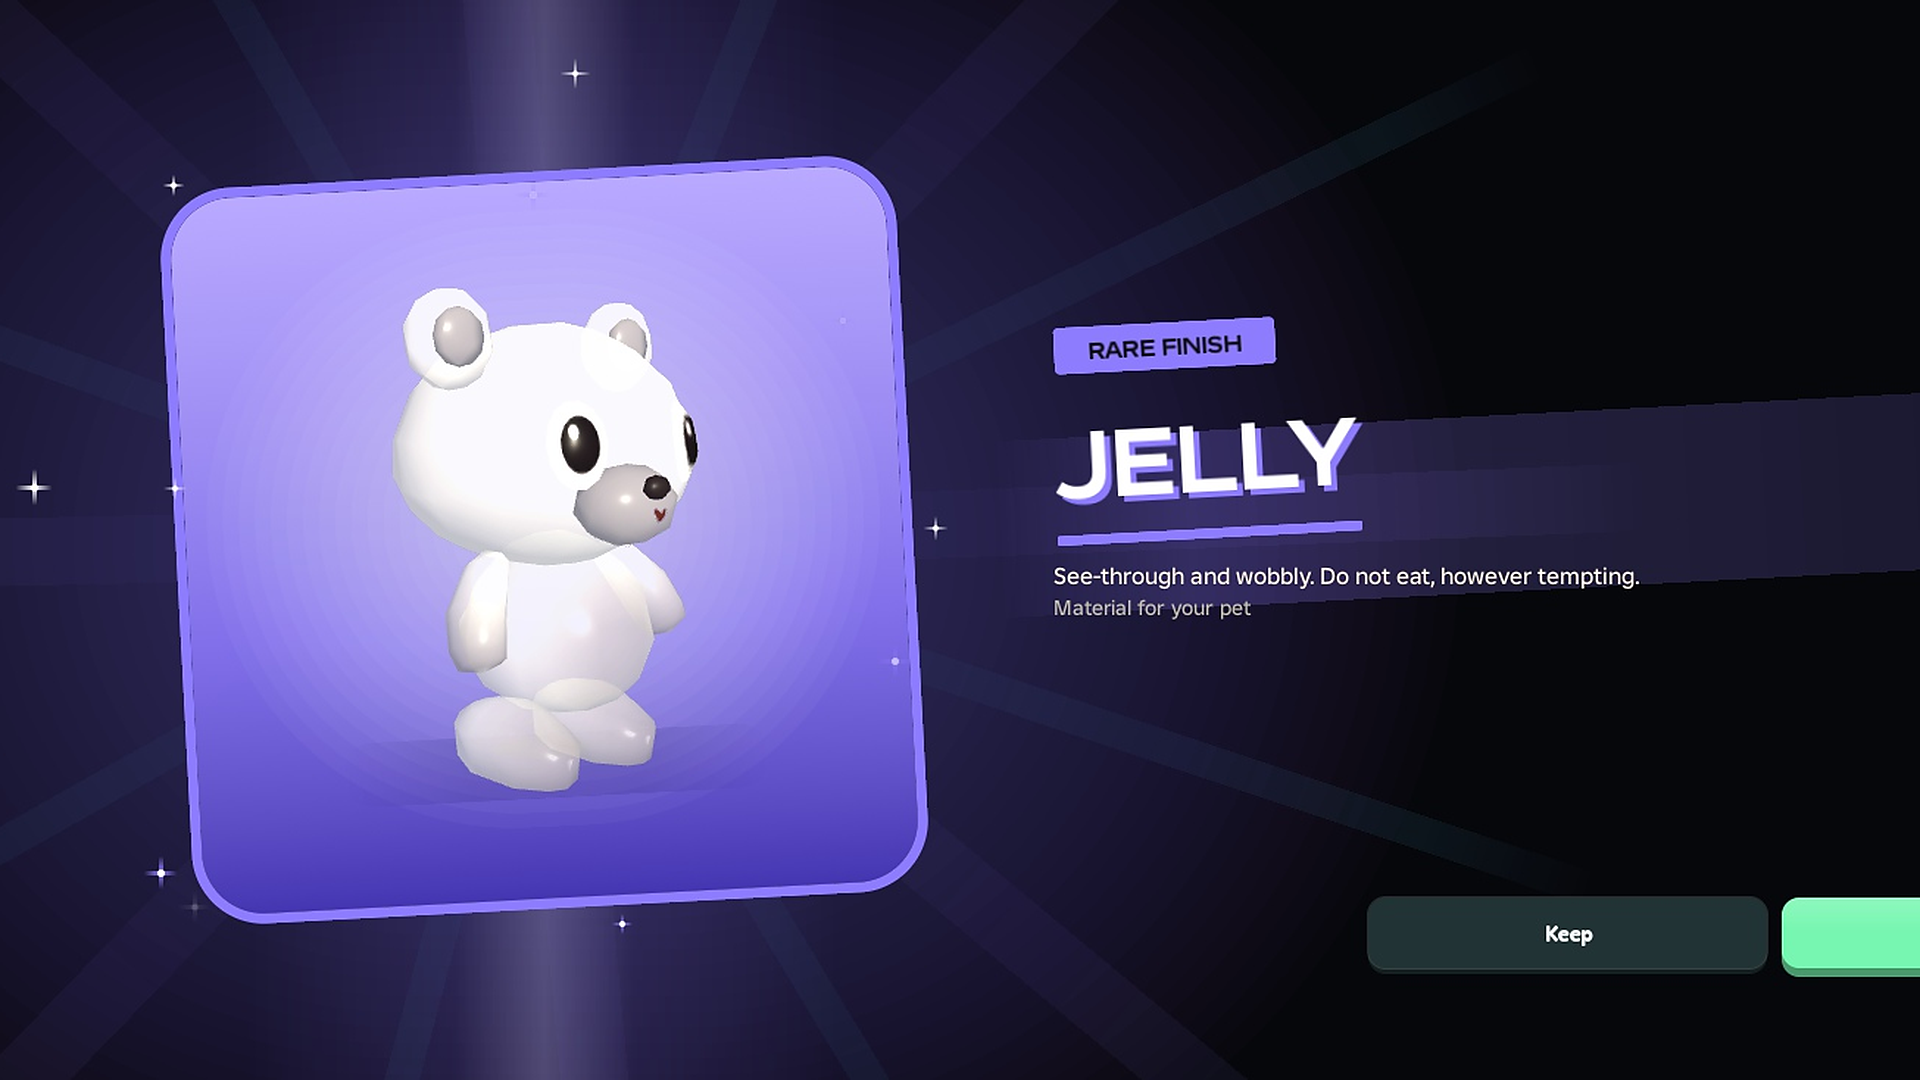 RARE FINISH
JELLY
See-through and wobbly. Do not eat, however tempting.
Material for your pet
Keep